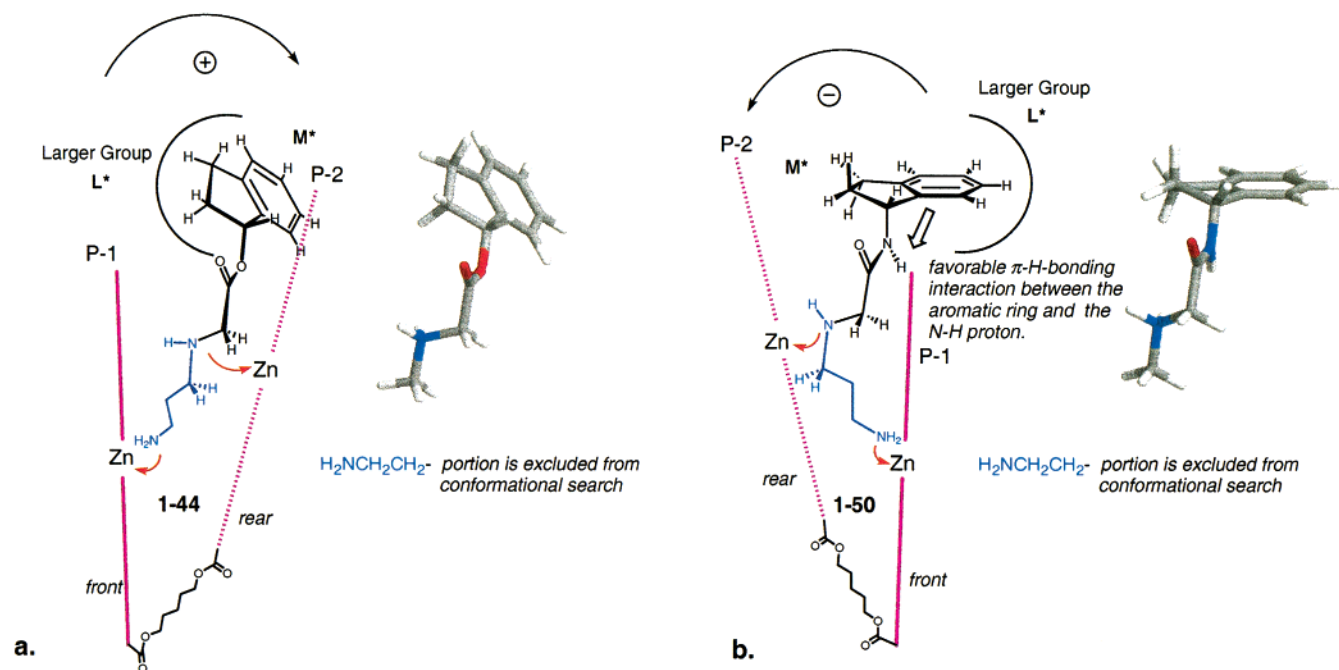 +
H
M*
H
H
Larger Group
L*
P-2
H
H
H
H
H
H
P-1
O
O
H
H
H-N
Zn
H
H
H₂N
Zn
1-44
rear
front
O
O
O
O
a.
H₂NCH₂CH₂- portion is excluded from
conformational search
−
Larger Group
L*
P-2
M*
H
H
H
H
H
H
H
H
H
O
N
H
favorable π-H-bonding
interaction between the
aromatic ring and the
N-H proton.
H
N
H
H
Zn
P-1
H
H
NH₂
Zn
1-50
rear
front
O
O
O
O
b.
H₂NCH₂CH₂- portion is excluded from
conformational search